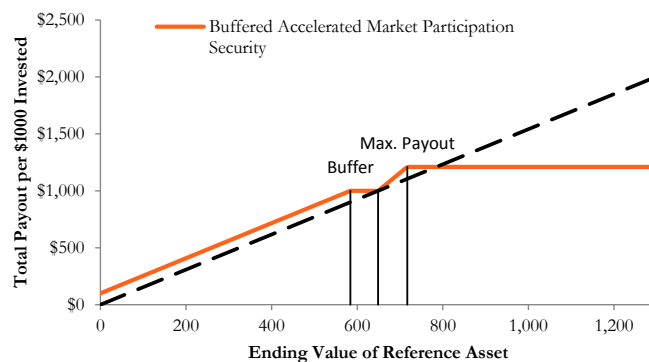 $2,500
Buffered Accelerated Market Participation
Security
$2,000
$1,500
Max. Payout
Buffer
$1,000
$500
$0
Total Payout per $1000 Invested
0 200 400 600 800 1,000 1,200
Ending Value of Reference Asset